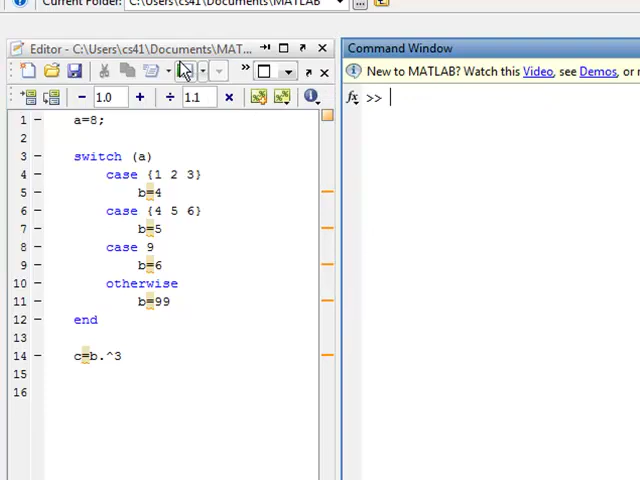 Current Folder: C:\Users\cs41\Documents\MATLAB
Editor - C:\Users\cs41\Documents\MAT...
1.0
1.1
1 a=8;
2
3 switch (a)
4 case {1 2 3}
5 b=4
6 case {4 5 6}
7 b=5
8 case 9
9 b=6
10 otherwise
11 b=99
12 end
13
14 c=b.^3
15
16
Command Window
New to MATLAB? Watch this Video, see Demos, or r
fx >>